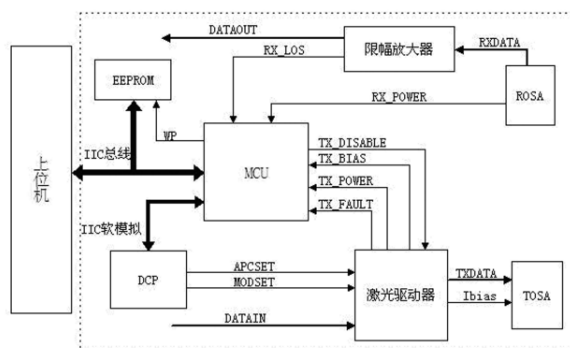 DATAOUT
RX_LOS
限幅放大器
RXDATA
EEPROM
ROSA
RX_POWER
WP
IIC总线
MCU
TX_DISABLE
TX_BIAS
TX_POWER
TX_FAULT
上位机
IIC软模拟
DCP
APCSET
MODSET
激光驱动器
TXDATA
Ibias
TOSA
DATAIN